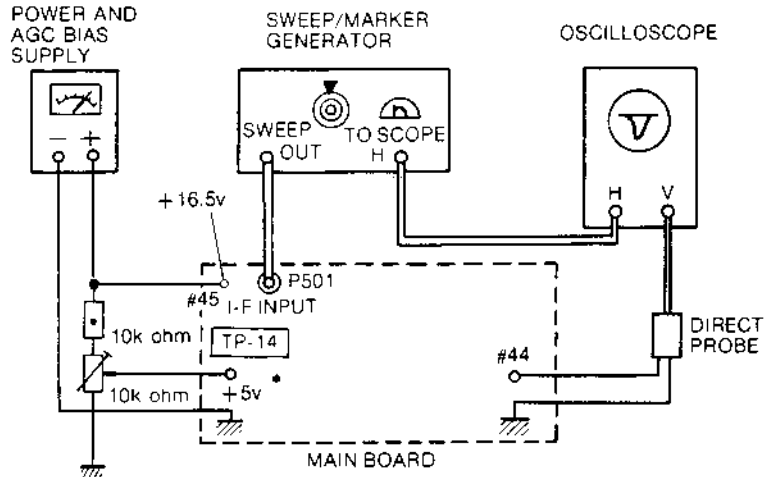 POWER AND
AGC BIAS
SUPPLY
SWEEP/MARKER
GENERATOR
OSCILLOSCOPE
− +
SWEEP
OUT
TO SCOPE
H
H V
+16.5v
#45
P501
I-F INPUT
10k ohm
TP-14
10k ohm
+5v
#44
DIRECT
PROBE
MAIN BOARD